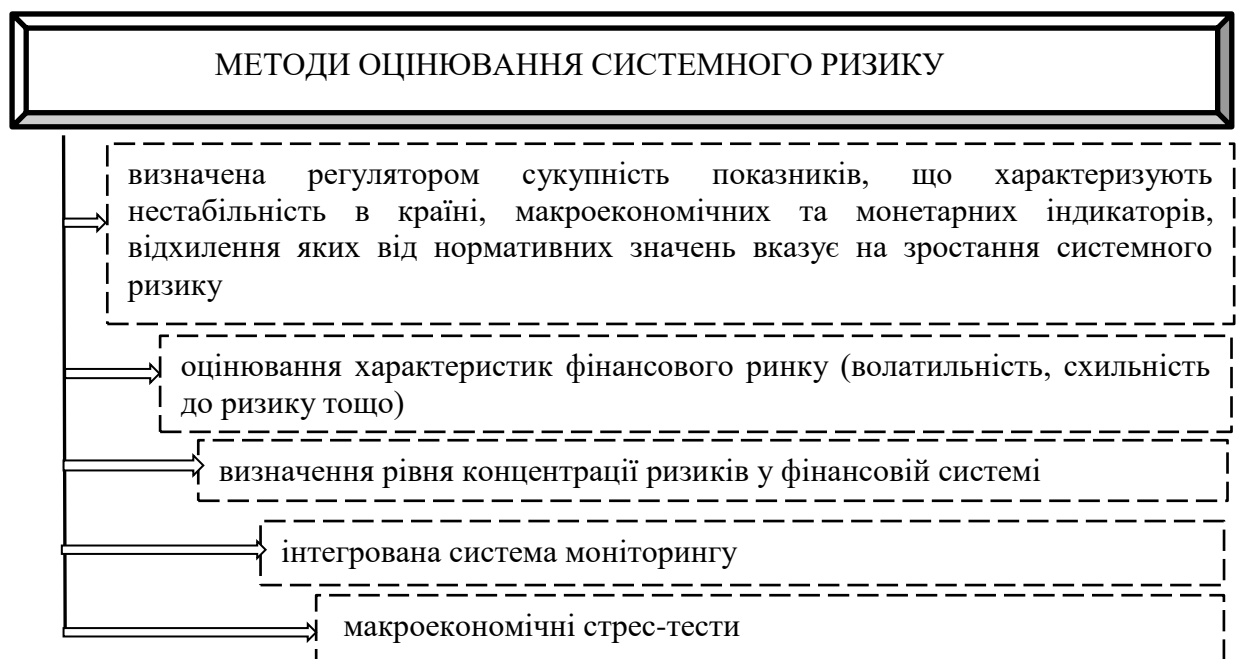 МЕТОДИ ОЦІНЮВАННЯ СИСТЕМНОГО РИЗИКУ
визначена регулятором сукупність показників, що характеризують
нестабільність в країні, макроекономічних та монетарних індикаторів,
відхилення яких від нормативних значень вказує на зростання системного
ризику
оцінювання характеристик фінансового ринку (волатильність, схильність
до ризику тощо)
визначення рівня концентрації ризиків у фінансовій системі
інтегрована система моніторингу
макроекономічні стрес-тести